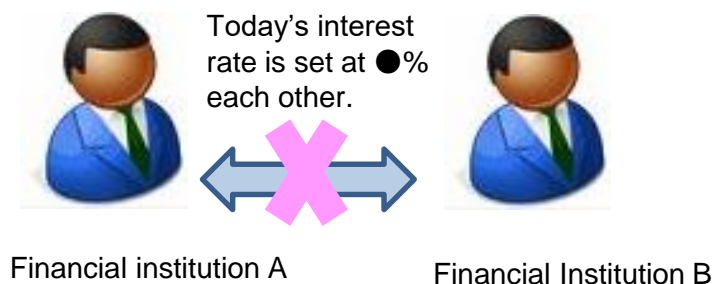 Today's interest
rate is set at ●%
each other.
Financial institution A
Financial Institution B